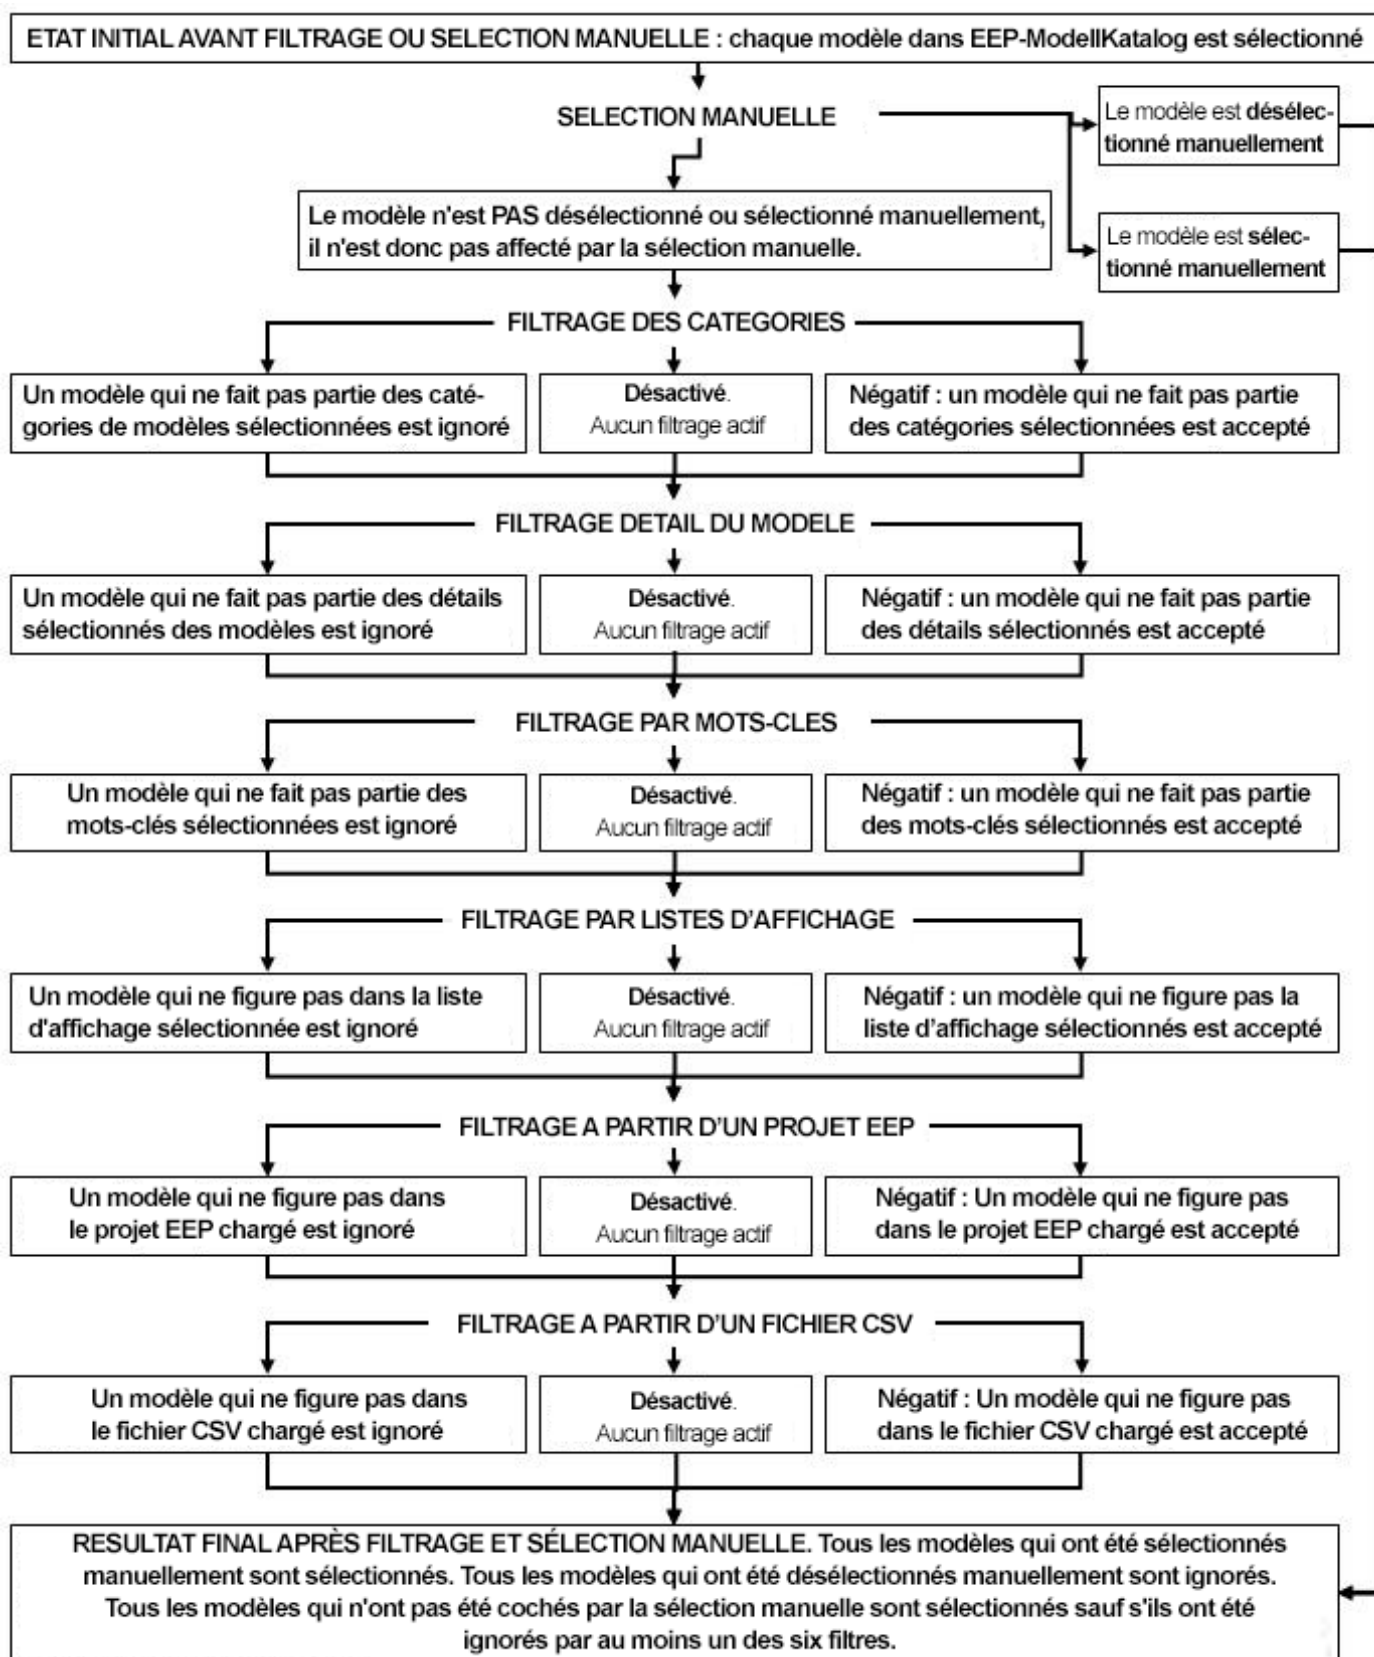 ETAT INITIAL AVANT FILTRAGE OU SELECTION MANUELLE : chaque modèle dans EEP-ModellKatalog est sélectionné
SELECTION MANUELLE
Le modèle est désélec-
tionné manuellement
Le modèle n'est PAS désélectionné ou sélectionné manuellement,
il n'est donc pas affecté par la sélection manuelle.
Le modèle est sélec-
tionné manuellement
FILTRAGE DES CATEGORIES
Un modèle qui ne fait pas partie des caté-
gories de modèles sélectionnées est ignoré
Désactivé.
Aucun filtrage actif
Négatif : un modèle qui ne fait pas partie
des catégories sélectionnées est accepté
FILTRAGE DETAIL DU MODELE
Un modèle qui ne fait pas partie des détails
sélectionnés des modèles est ignoré
Désactivé.
Aucun filtrage actif
Négatif : un modèle qui ne fait pas partie
des détails sélectionnés est accepté
FILTRAGE PAR MOTS-CLES
Un modèle qui ne fait pas partie des
mots-clés sélectionnées est ignoré
Désactivé.
Aucun filtrage actif
Négatif : un modèle qui ne fait pas partie
des mots-clés sélectionnés est accepté
FILTRAGE PAR LISTES D'AFFICHAGE
Un modèle qui ne figure pas dans la liste
d'affichage sélectionnée est ignoré
Désactivé.
Aucun filtrage actif
Négatif : un modèle qui ne figure pas la
liste d'affichage sélectionnés est accepté
FILTRAGE A PARTIR D'UN PROJET EEP
Un modèle qui ne figure pas dans
le projet EEP chargé est ignoré
Désactivé.
Aucun filtrage actif
Négatif : Un modèle qui ne figure pas
dans le projet EEP chargé est accepté
FILTRAGE A PARTIR D'UN FICHIER CSV
Un modèle qui ne figure pas dans
le fichier CSV chargé est ignoré
Désactivé.
Aucun filtrage actif
Négatif : Un modèle qui ne figure pas
dans le fichier CSV chargé est accepté
RESULTAT FINAL APRÈS FILTRAGE ET SÉLECTION MANUELLE. Tous les modèles qui ont été sélectionnés
manuellement sont sélectionnés. Tous les modèles qui ont été désélectionnés manuellement sont ignorés.
Tous les modèles qui n'ont pas été cochés par la sélection manuelle sont sélectionnés sauf s'ils ont été
ignorés par au moins un des six filtres.